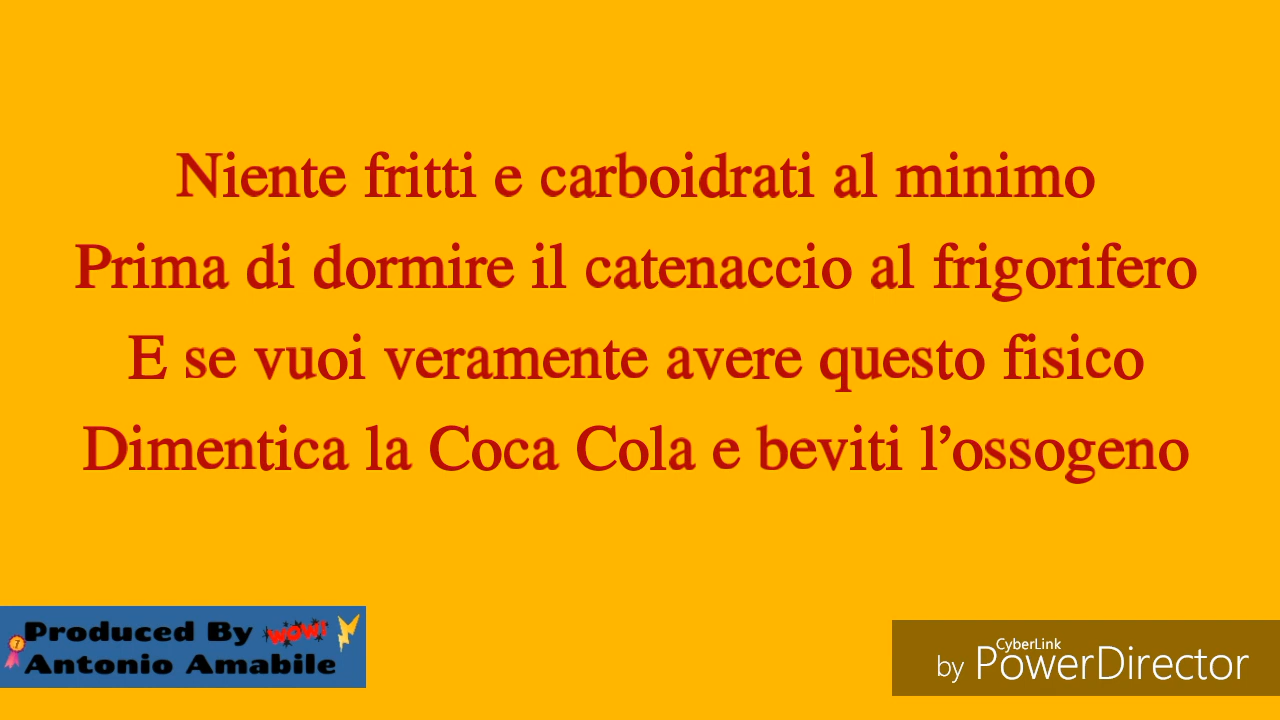 Niente fritti e carboidrati al minimo
Prima di dormire il catenaccio al frigorifero
E se vuoi veramente avere questo fisico
Dimentica la Coca Cola e beviti l’ossogeno
Produced By WOW!
Antonio Amabile
7
CyberLink
by PowerDirector